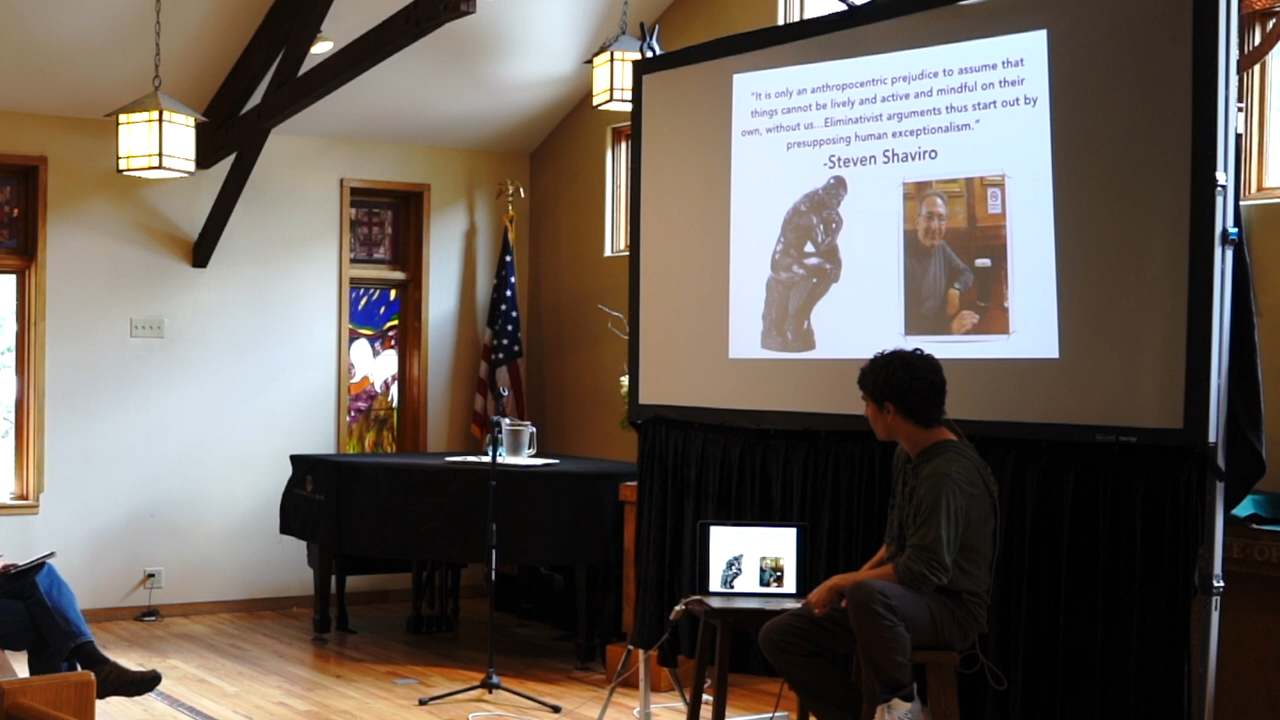 "It is only an anthropocentric prejudice to assume that
things cannot be lively and active and mindful on their
own, without us...Eliminativist arguments thus start out by
presupposing human exceptionalism."
-Steven Shaviro